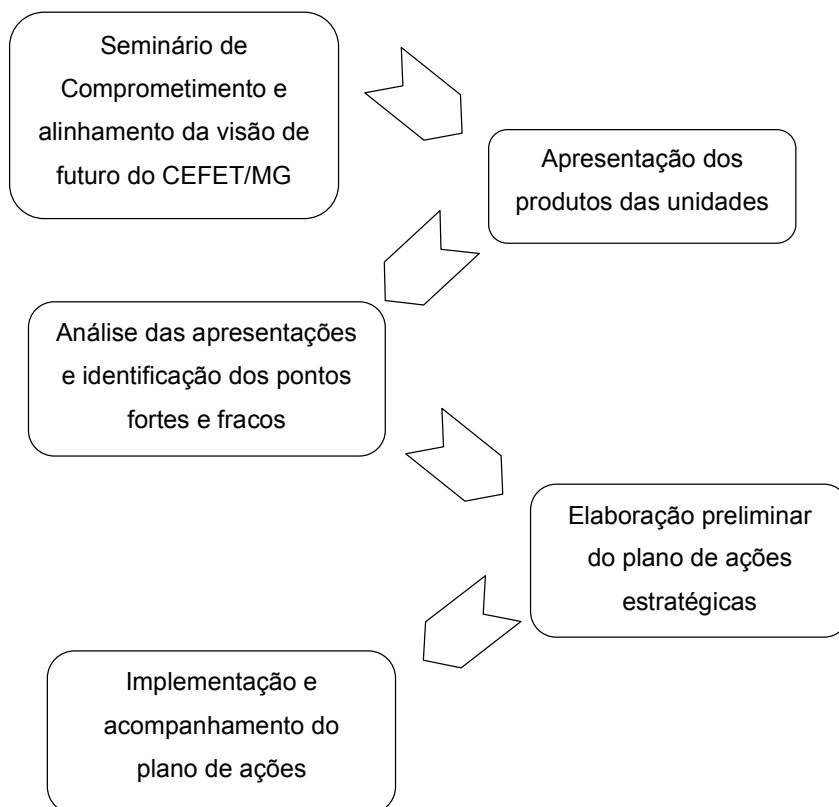 Seminário de
Comprometimento e
alinhamento da visão de
futuro do CEFET/MG
Apresentação dos
produtos das unidades
Análise das apresentações
e identificação dos pontos
fortes e fracos
Elaboração preliminar
do plano de ações
estratégicas
Implementação e
acompanhamento do
plano de ações